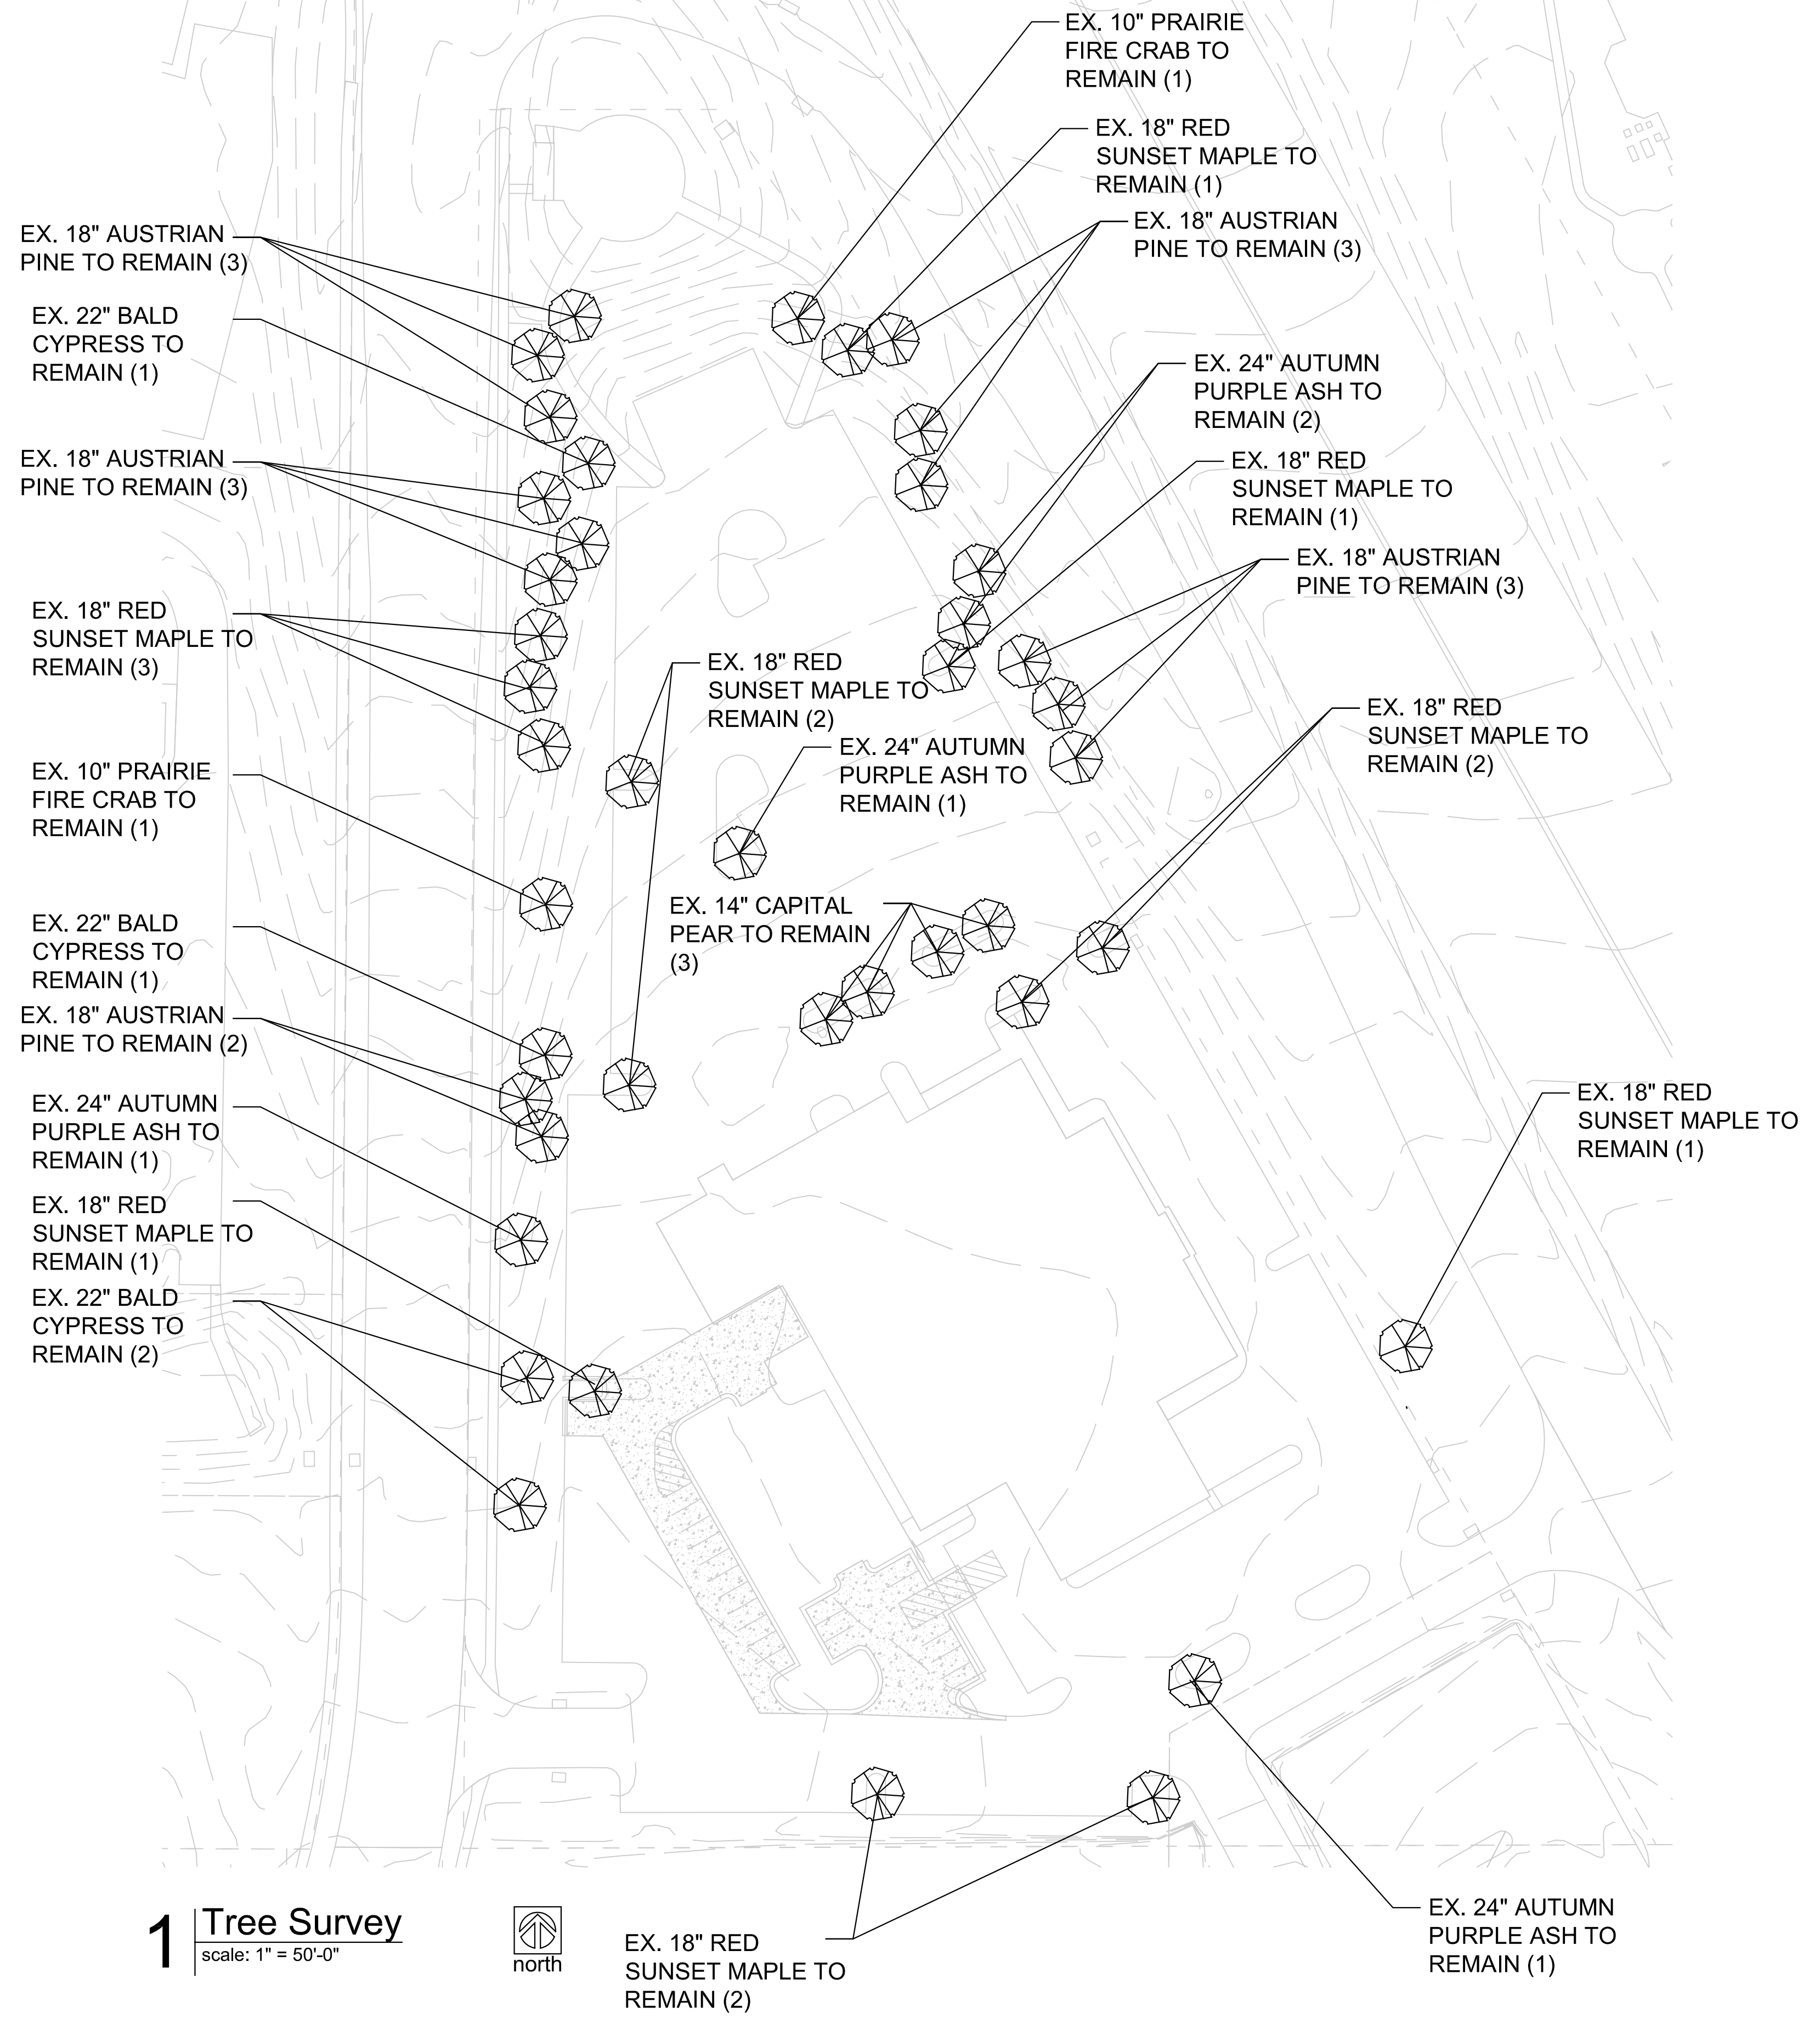 EX. 10" PRAIRIE
FIRE CRAB TO
REMAIN (1)
EX. 18" RED
SUNSET MAPLE TO
REMAIN (1)
EX. 18" AUSTRIAN
PINE TO REMAIN (3)
EX. 18" AUSTRIAN
PINE TO REMAIN (3)
EX. 22" BALD
CYPRESS TO
REMAIN (1)
EX. 24" AUTUMN
PURPLE ASH TO
REMAIN (2)
EX. 18" AUSTRIAN
PINE TO REMAIN (3)
EX. 18" RED
SUNSET MAPLE TO
REMAIN (1)
EX. 18" AUSTRIAN
PINE TO REMAIN (3)
EX. 18" RED
SUNSET MAPLE TO
REMAIN (3)
EX. 18" RED
SUNSET MAPLE TO
REMAIN (2)
EX. 18" RED
SUNSET MAPLE TO
REMAIN (2)
EX. 24" AUTUMN
PURPLE ASH TO
REMAIN (1)
EX. 10" PRAIRIE
FIRE CRAB TO
REMAIN (1)
EX. 14" CAPITAL
PEAR TO REMAIN
(3)
EX. 22" BALD
CYPRESS TO
REMAIN (1)
EX. 18" AUSTRIAN
PINE TO REMAIN (2)
EX. 18" RED
SUNSET MAPLE TO
REMAIN (1)
EX. 24" AUTUMN
PURPLE ASH TO
REMAIN (1)
EX. 18" RED
SUNSET MAPLE TO
REMAIN (1)
EX. 22" BALD
CYPRESS TO
REMAIN (2)
EX. 24" AUTUMN
PURPLE ASH TO
REMAIN (1)
EX. 18" RED
SUNSET MAPLE TO
REMAIN (2)
1
Tree Survey
scale: 1" = 50'-0"
north